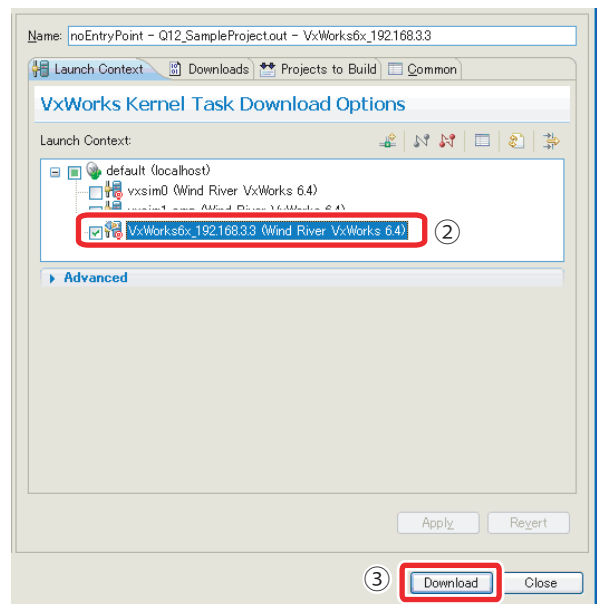 Name: noEntryPoint - Q12_SampleProject.out - VxWorks6x_192.168.3.3
Launch Context Downloads Projects to Build Common
VxWorks Kernel Task Download Options
Launch Context:
default (localhost)
vxsim0 (Wind River VxWorks 6.4)
VxWorks6x_192.168.3.3 (Wind River VxWorks 6.4) ②
Advanced
Apply Revert
③ Download Close